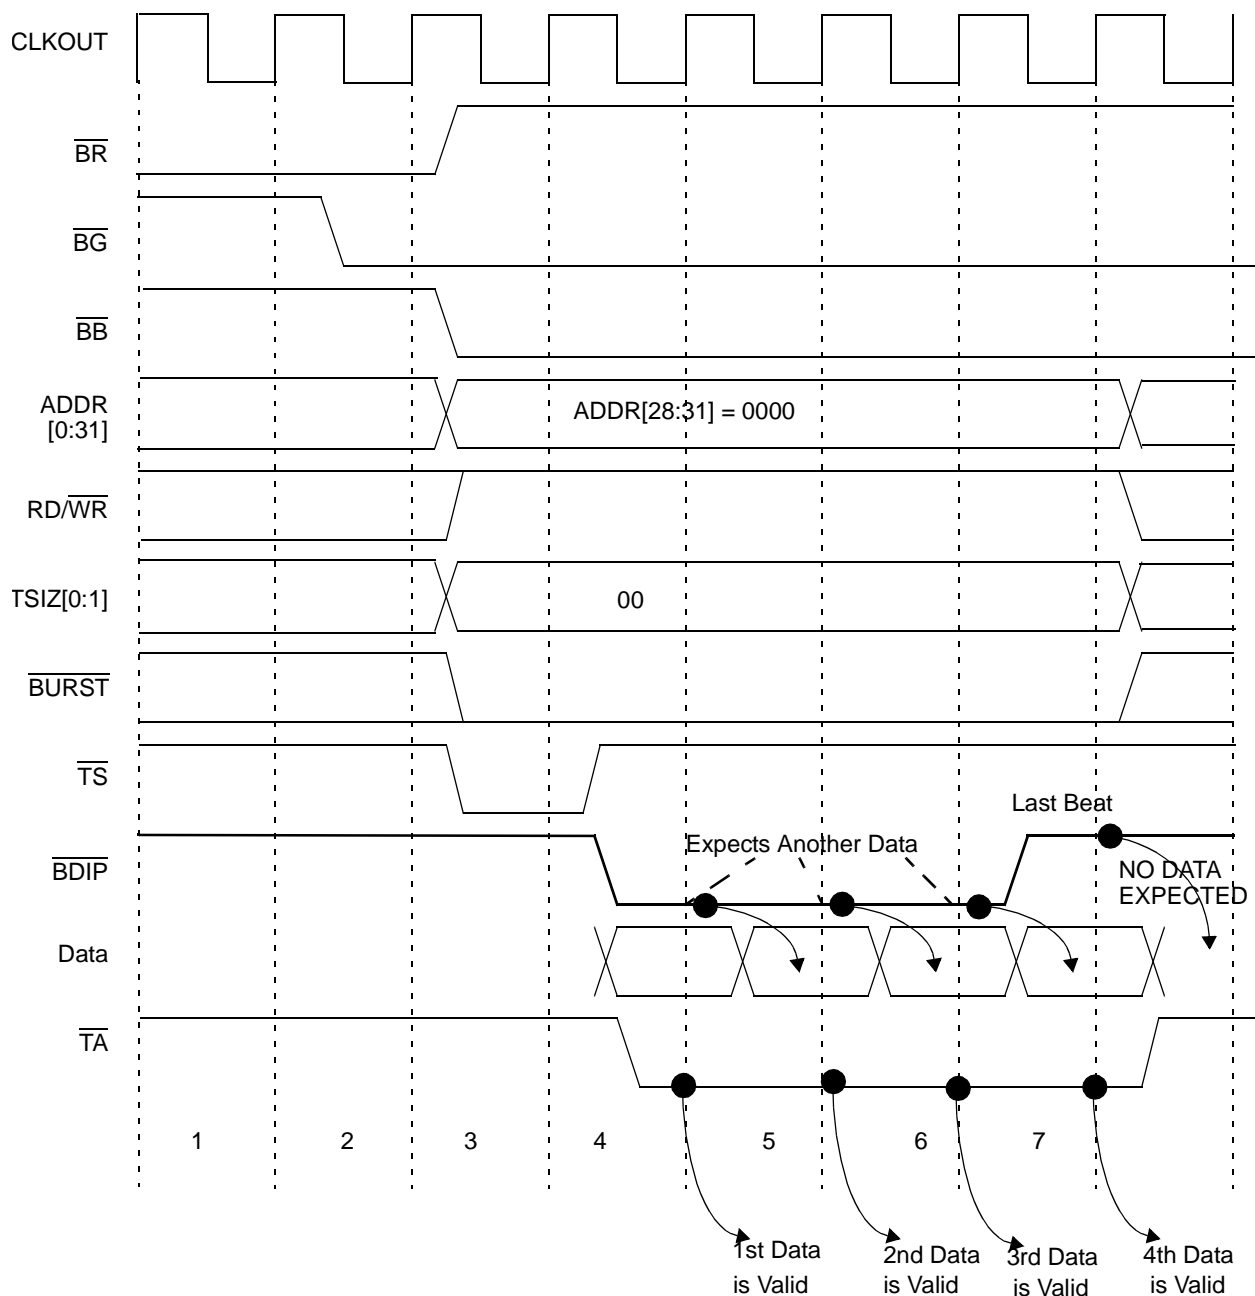 CLKOUT
BR
BG
BB
ADDR
[0:31]
ADDR[28:31] = 0000
RD/WR
TSIZ[0:1]
00
BURST
TS
Last Beat
BDIP
Expects Another Data
NO DATA
EXPECTED
Data
TA
1 2 3 4 5 6 7
1st Data
is Valid
2nd Data
is Valid
3rd Data
is Valid
4th Data
is Valid